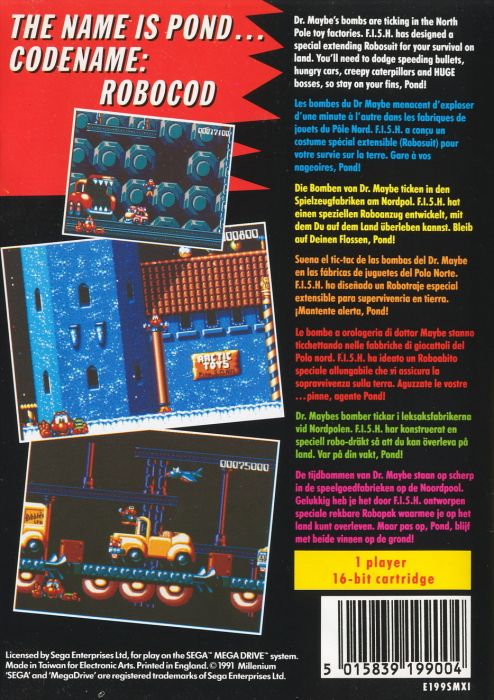 THE NAME IS POND...
CODENAME:
ROBOCOD
Dr. Maybe's bombs are ticking in the North
Pole toy factories. F.I.5.H. has designed a
special extending Robosuit for your survival on
land. You'll need to dodge speeding bullets,
hungry cars, creepy caterpillars and HUGE
bosses, so stay on your fins, Pond!
Les bombes du Dr Maybe menacent d'exploser
d'une minute à l'autre dans les fabriques de
jouets du Pôle Nord. F.I.5.H. a conçu un
costume spécial extensible (Robosuit) pour
votre survie sur la terre. Gare à vos
nageoires, Pond!
Die Bomben von Dr. Maybe ticken in den
Spielzeugfabriken am Nordpol. F.I.5.H. hat
einen speziellen Roboanzug entwickelt, mit
dem Du auf dem Land überleben kannst. Bleib
auf Deinen Flossen, Pond!
Suena el tic-tac de las bombas del Dr. Maybe
en las fábricas de juguetes del Polo Norte.
F.I.5.H. ha diseñado un Robotraje especial
extensible para supervivencia en tierra.
¡Mantente alerta, Pond!
Le bombe a orologeria di dottor Maybe stanno
ticchettando nelle fabbriche di giocattoli del
Polo nord. F.I.5.H. ha ideato un Roboabito
speciale allungabile che vi assicura la
sopravvivenza sulla terra. Aguzzate le vostre
...pinne, agente Pond!
Dr. Maybes bomber tickar i leksaksfabrikerna
vid Nordpolen. F.I.5.H. har konstruerat en
speciell robo-dräkt så att du kan överleva på
land. Var på din vakt, Pond!
De tijdbommen van Dr. Maybe staan op scherp
in de speelgoedfabrieken op de Noordpool.
Gelukkig heb je het door F.I.5.H. ontworpen
speciale rekbare Robopak waarmee je op het
land kunt overleven. Maar pas op, Pond, blijf
met beide vinnen op de grond!
00017100
ARCTIC
TOYS
00075000
1 player
16-bit cartridge
Licensed by Sega Enterprises Ltd, for play on the SEGA™ MEGA DRIVE™ system.
Made in Taiwan for Electronic Arts. Printed in England. © 1991 Millenium
'SEGA' and 'MegaDrive' are registered trademarks of Sega Enterprises Ltd.
5 015839 199004
E199SMXI